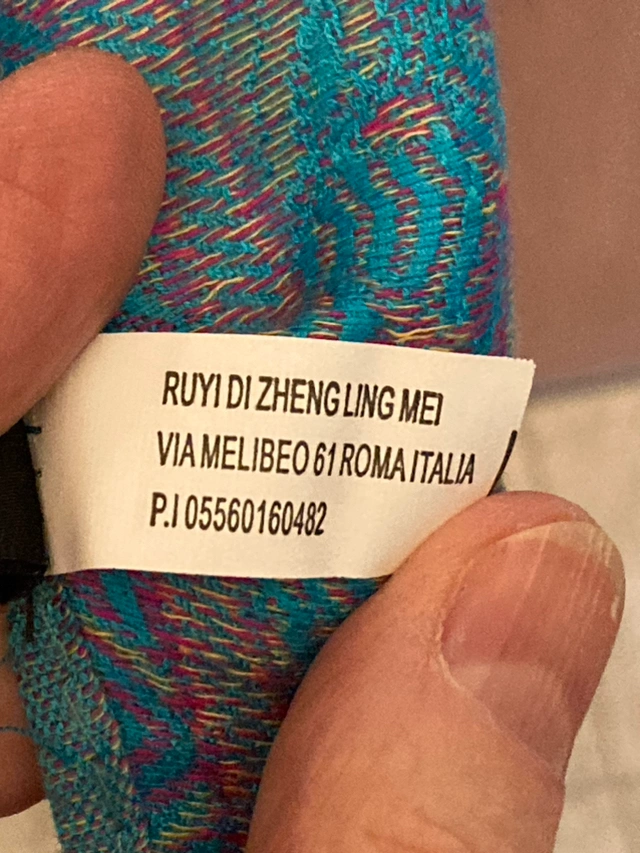 RUYI DI ZHENG LING MEI
VIA MELIBEO 61 ROMA ITALIA
P.I 05560160482